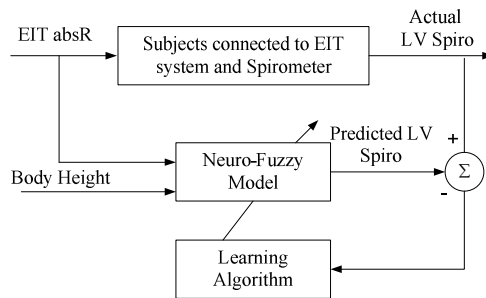 EIT absR
Subjects connected to EIT
system and Spirometer
Actual
LV Spiro
Neuro-Fuzzy
Model
Predicted LV
Spiro
+
Σ
-
Body Height
Learning
Algorithm